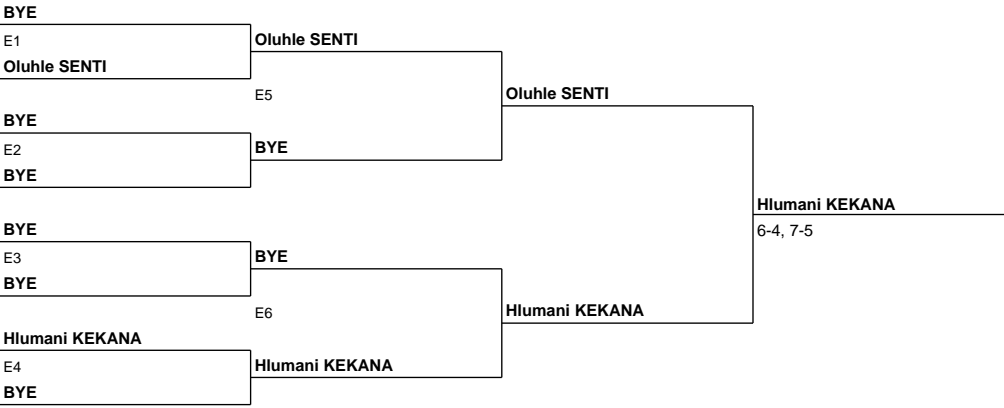 BYE
E1
Oluhle SENTI
BYE
E2
BYE
BYE
E3
BYE
Hlumani KEKANA
E4
BYE
Oluhle SENTI
E5
BYE
BYE
E6
Hlumani KEKANA
Oluhle SENTI
Hlumani KEKANA
Hlumani KEKANA
6-4, 7-5